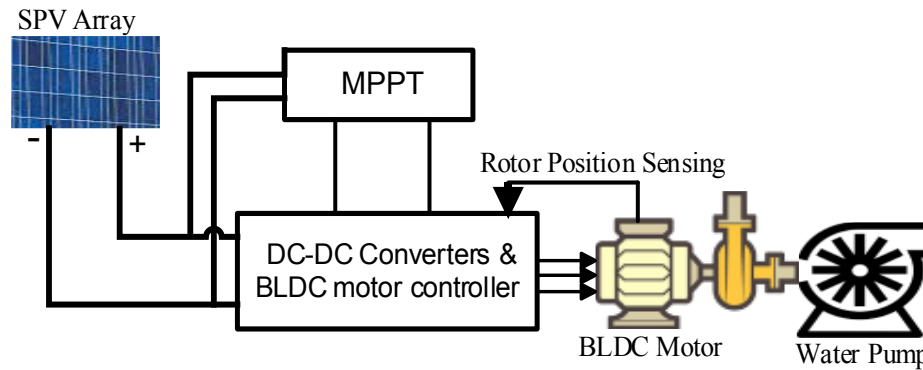 SPV Array
MPPT
- +
Rotor Position Sensing
DC-DC Converters &
BLDC motor controller
BLDC Motor
Water Pump